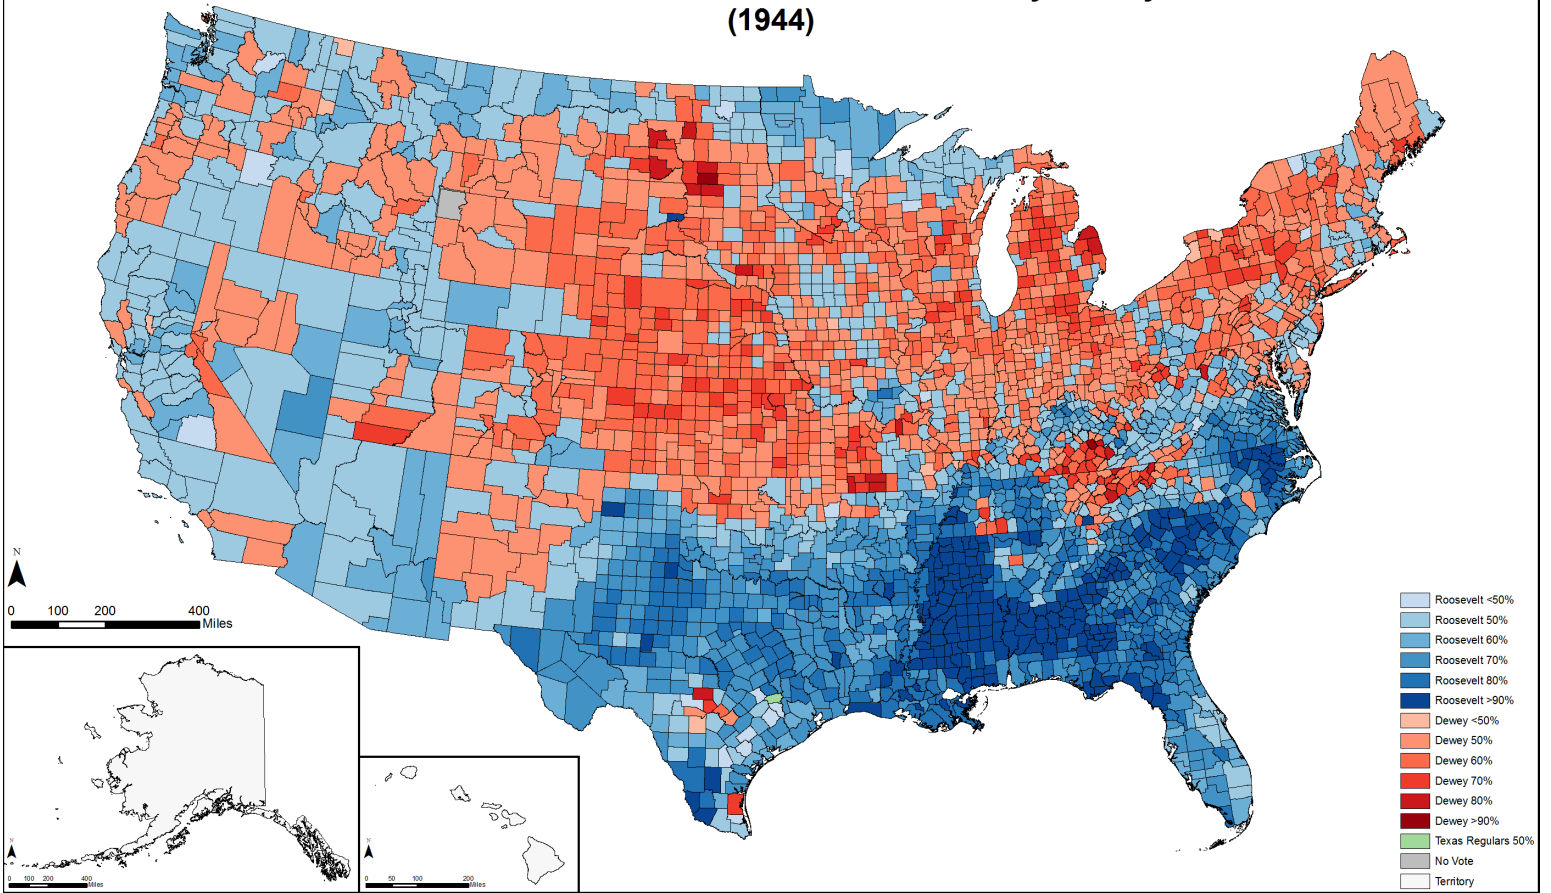 (1944)
N
0 100 200 400
Miles
Roosevelt <50%
Roosevelt 50%
Roosevelt 60%
Roosevelt 70%
Roosevelt 80%
Roosevelt >90%
Dewey <50%
Dewey 50%
Dewey 60%
Dewey 70%
Dewey 80%
Dewey >90%
Texas Regulars 50%
No Vote
Territory
N
0 100 200 400
Miles
N
0 50 100 200
Miles